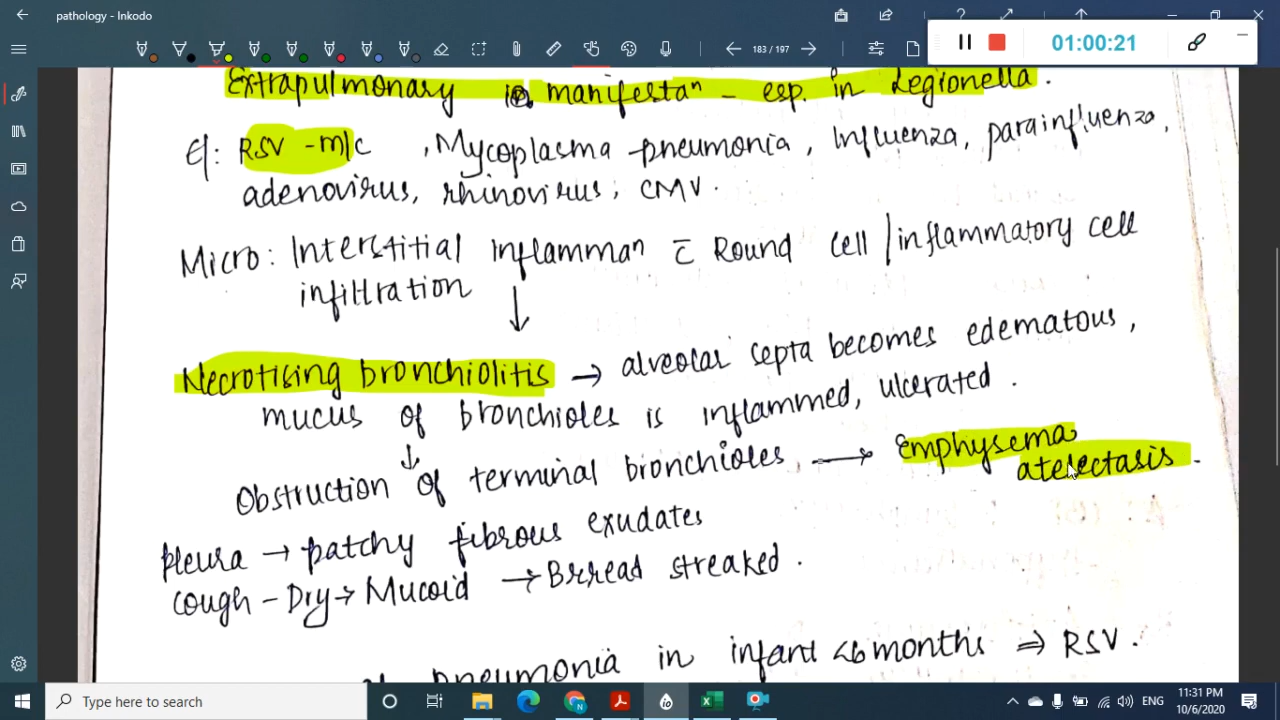 pathology - Inkodo
183 / 197
01:00:21
Extrapulmonary manifestaⁿ - esp. in Legionella.
Ef: RSV - m/c , Mycoplasma -pneumonia, Influenza, parainfluenza,
adenovirus, rhinovirus, CMV.
Micro: Interstitial inflammaⁿ c̅ Round cell / inflammatory cell
infiltration
↓
Necrotising bronchiolitis → alveolar septa becomes edematous,
mucus of bronchioles is inflammed, ulcerated.
↓
Obstruction of terminal bronchioles → Emphysema
atelectasis.
Pleura → patchy fibrous exudates
cough - Dry → Mucoid → streaked.
pneumonia in infant <6 months ⇒ RSV.
Type here to search
ENG
11:31 PM
10/6/2020